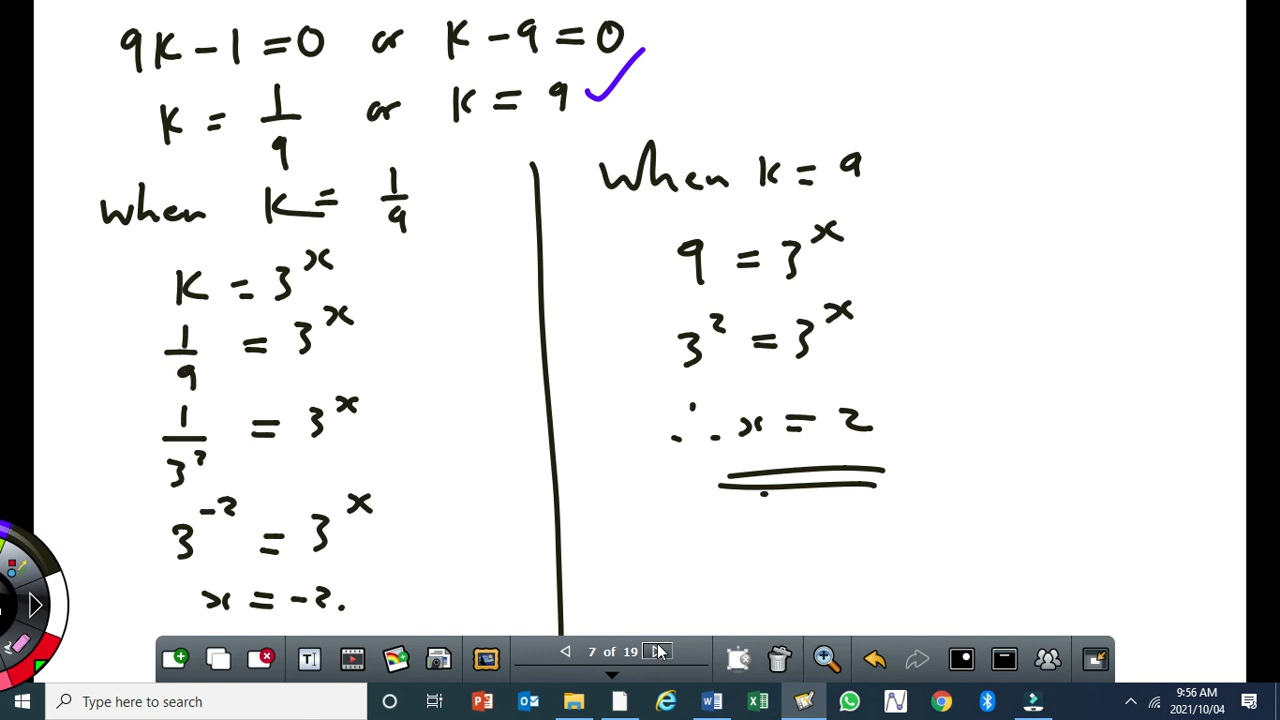 9K - 1 = 0 or K - 9 = 0
K = 1/9 or K = 9 ✓
when K = 1/9
K = 3^x
1/9 = 3^x
1/3^2 = 3^x
3^-2 = 3^x
x = -2.
when K = 9
9 = 3^x
3^2 = 3^x
∴ x = 2
7 of 19
Type here to search
9:56 AM
2021/10/04